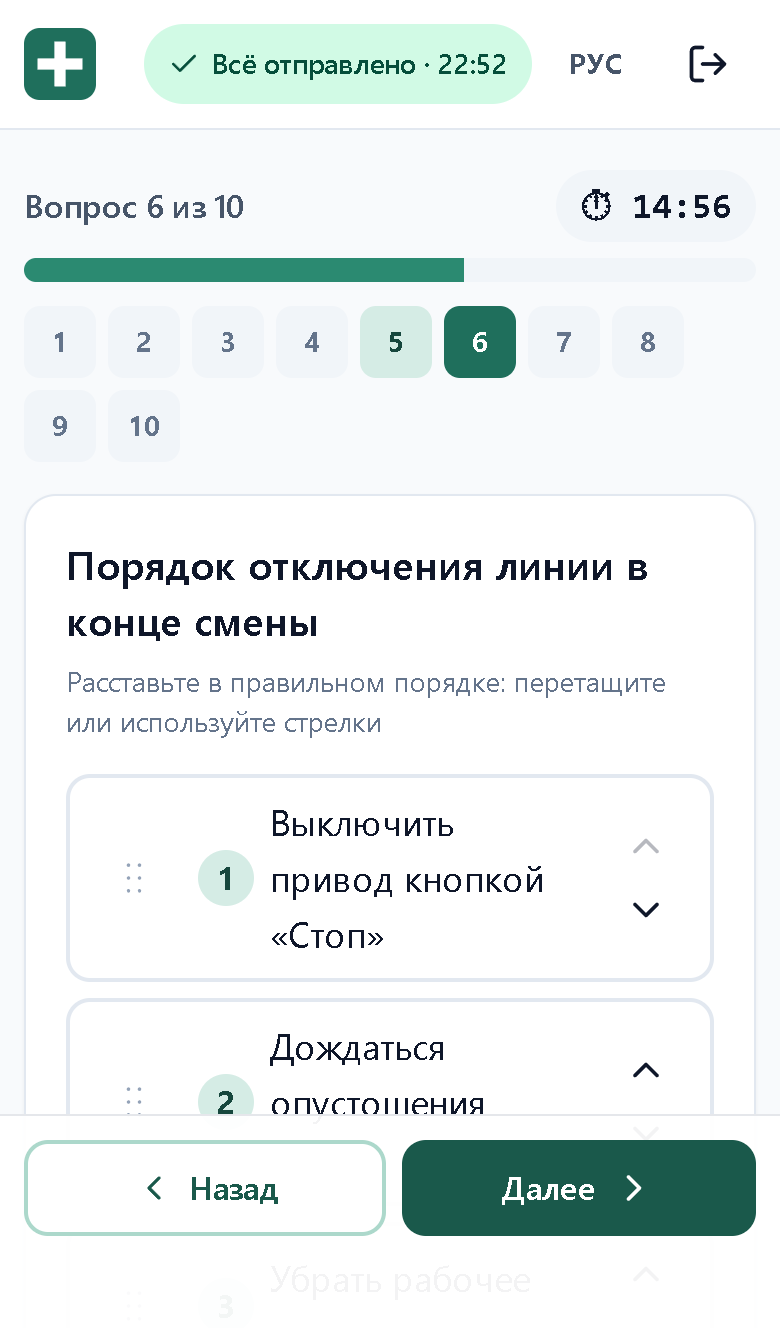 Всё отправлено · 22:52
РУС
Вопрос 6 из 10
14:56
1 2 3 4 5 6 7 8
9 10
Порядок отключения линии в
конце смены
Расставьте в правильном порядке: перетащите
или используйте стрелки
1
Выключить
привод кнопкой
«Стоп»
2
Дождаться
опустошения
Назад
Далее
3
Убрать рабочее